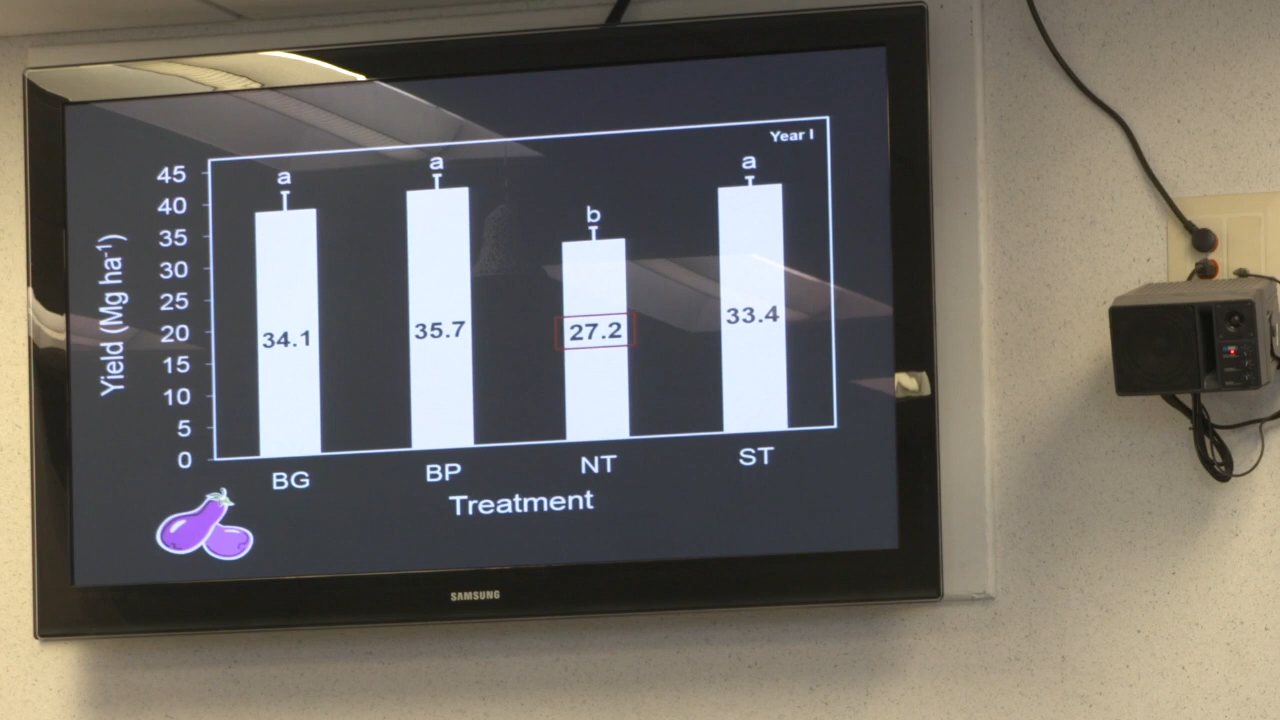 Year I
Yield (Mg ha-1)
45
40
35
30
25
20
15
10
5
0
a
a
b
a
34.1
35.7
27.2
33.4
BG
BP
NT
ST
Treatment
SAMSUNG